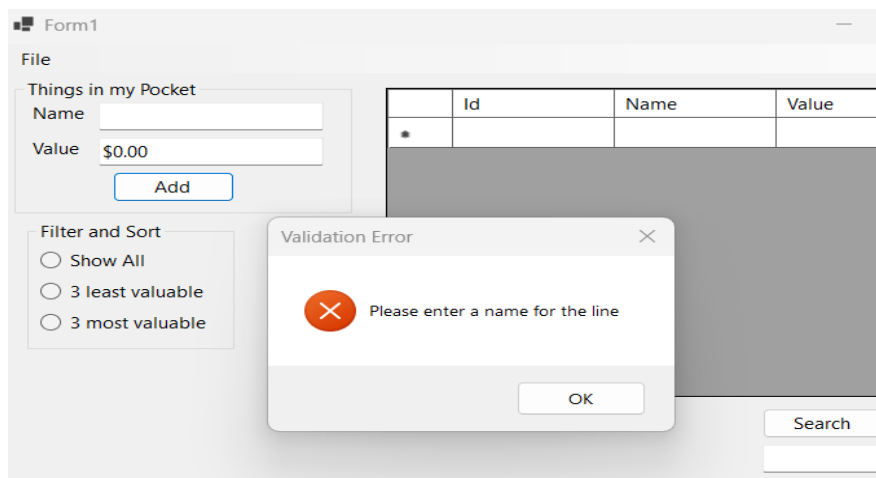 Form1
File
Things in my Pocket
Name
Value $0.00
Add
Id Name Value
Filter and Sort
Show All
3 least valuable
3 most valuable
Validation Error
Please enter a name for the line
OK
Search